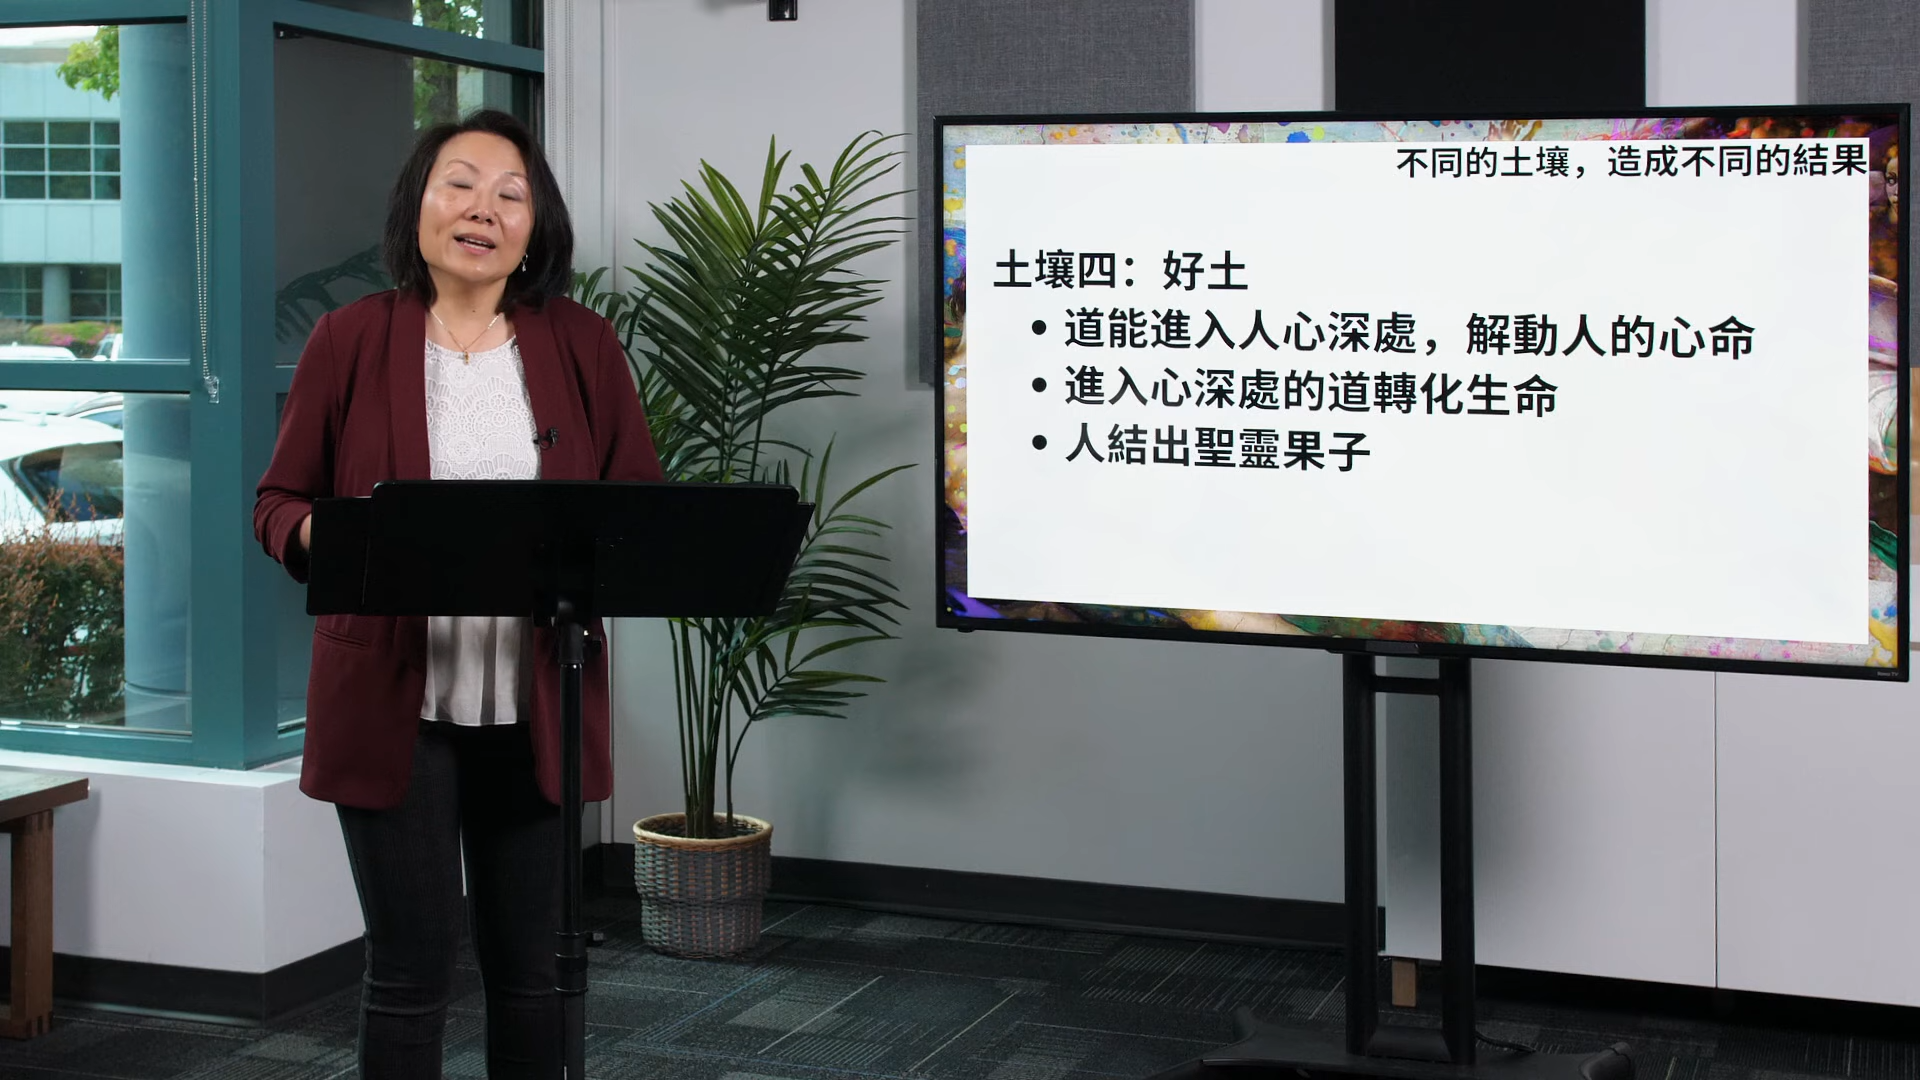 不同的土壤，造成不同的結果
土壤四：好土
• 道能進入人心深處，解動人的心命
• 進入心深處的道轉化生命
• 人結出聖靈果子